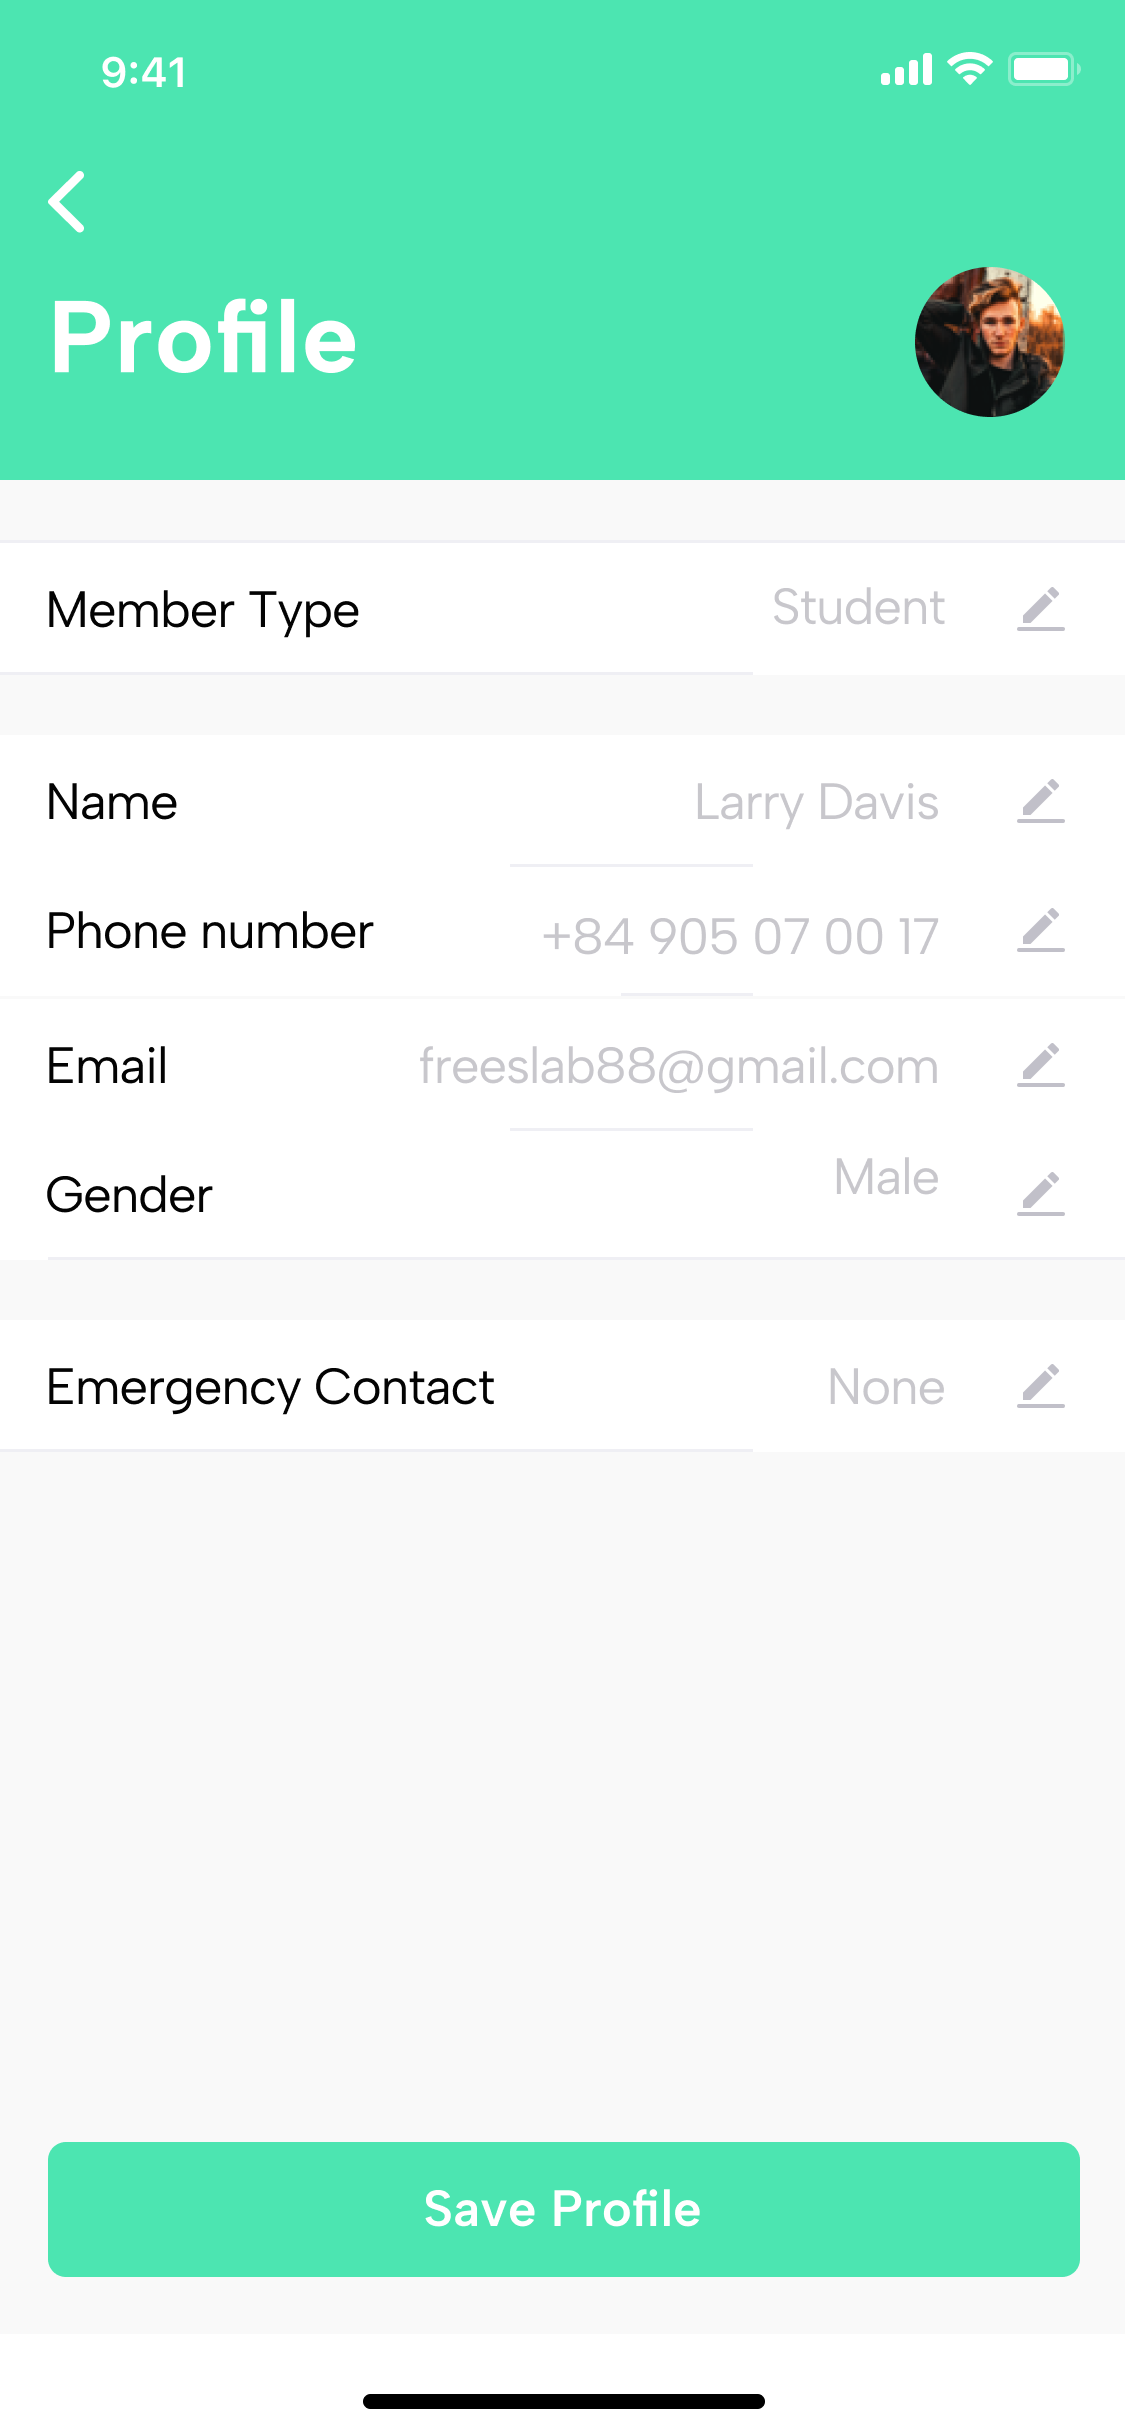 9:41
Profile
Member Type Student
Name Larry Davis
Phone number +84 905 07 00 17
Email freeslab88@gmail.com
Gender Male
Emergency Contact None
Save Profile